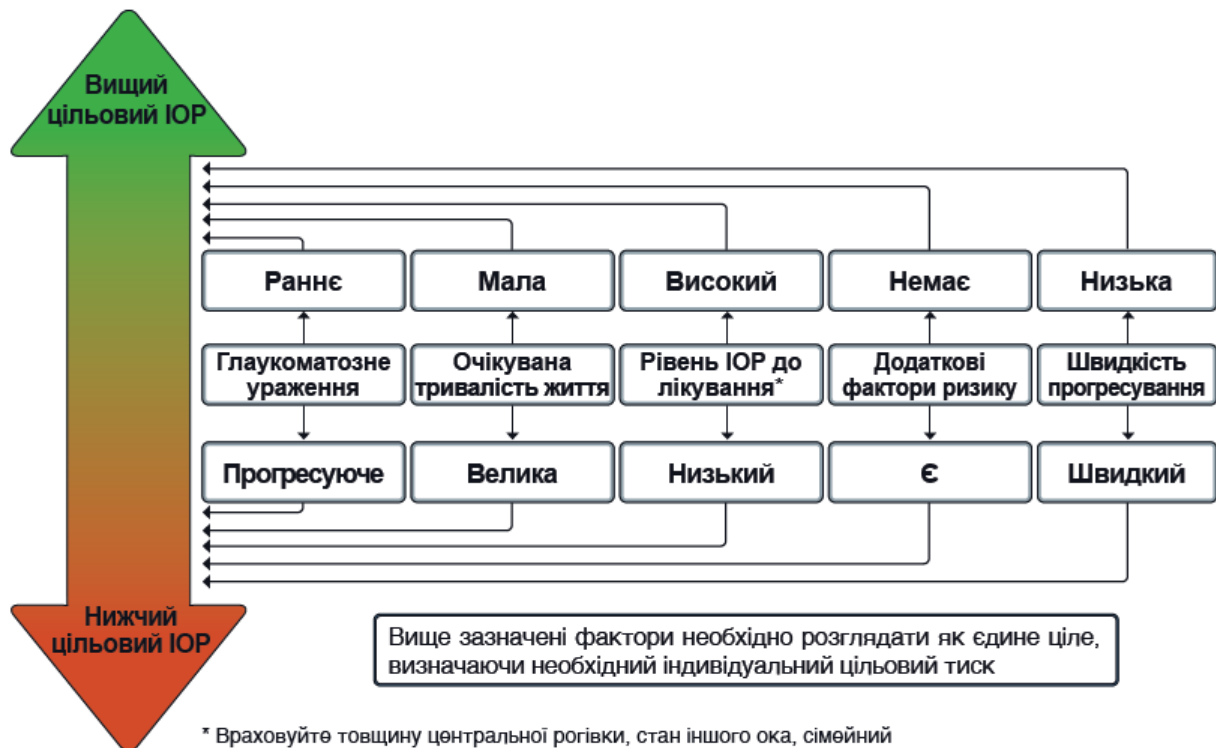 Вищий
цільовий ІОР
Раннє
Мала
Високий
Немає
Низька
Глаукоматозне
ураження
Очікувана
тривалість життя
Рівень ІОР до
лікування*
Додаткові
фактори ризику
Швидкість
прогресування
Прогресуюче
Велика
Низький
Є
Швидкий
Нижчий
цільовий ІОР
Вище зазначені фактори необхідно розглядати як єдине ціле,
визначаючи необхідний індивідуальний цільовий тиск
* Враховуйте товщину центральної рогівки, стан іншого ока, сімейний